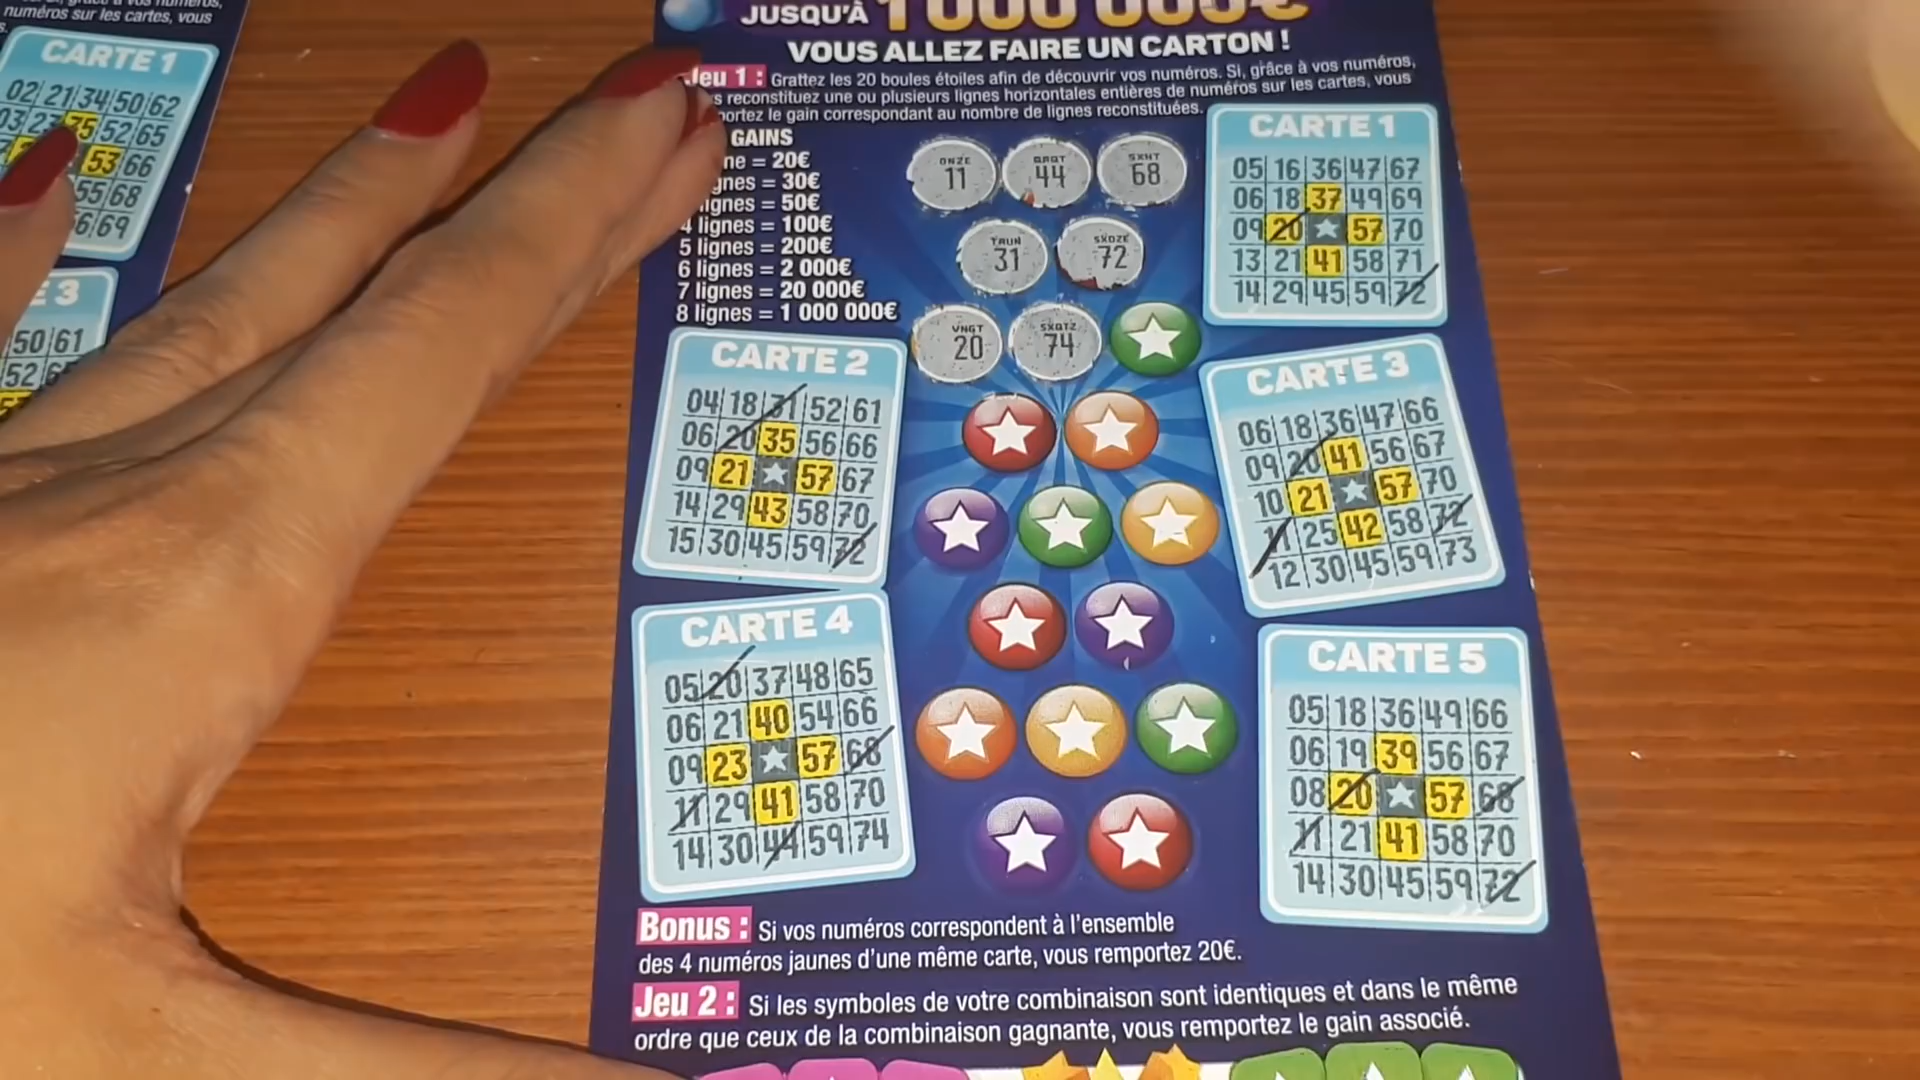 numéros sur les cartes, vous
CARTE 1
02 21 34 50 62
75 52 65
53 66
55 68
69
E 3
50 61
52
JUSQU'À 1 000 000€
VOUS ALLEZ FAIRE UN CARTON !
Jeu 1 : Grattez les 20 boules étoiles afin de découvrir vos numéros. Si, grâce à vos numéros,
reconstituez une ou plusieurs lignes horizontales entières de numéros sur les cartes, vous
portez le gain correspondant au nombre de lignes reconstituées.
GAINS
ne = 20€
gnes = 30€
lignes = 50€
4 lignes = 100€
5 lignes = 200€
6 lignes = 2 000€
7 lignes = 20 000€
8 lignes = 1 000 000€
ONZE
11
QRQT
44
SXHT
68
TRUN
31
SXDZE
72
VNGT
20
SXQTZ
74
CARTE 1
05 16 36 47 67
06 18 37 49 69
09 20 57 70
13 21 41 58 71
14 29 45 59 72
CARTE 2
04 18 31 52 61
06 20 35 56 66
09 21 57 67
14 29 43 58 70
15 30 45 59 72
CARTE 3
06 18 36 47 66
09 20 41 56 67
10 21 57 70
11 25 42 58 72
12 30 45 59 73
CARTE 4
05 20 37 48 65
06 21 40 54 66
09 23 57 68
11 29 41 58 70
14 30 44 59 74
CARTE 5
05 18 36 49 66
06 19 39 56 67
08 20 57 68
11 21 41 58 70
14 30 45 59 72
Bonus : Si vos numéros correspondent à l'ensemble
des 4 numéros jaunes d'une même carte, vous remportez 20€.
Jeu 2 : Si les symboles de votre combinaison sont identiques et dans le même
ordre que ceux de la combinaison gagnante, vous remportez le gain associé.